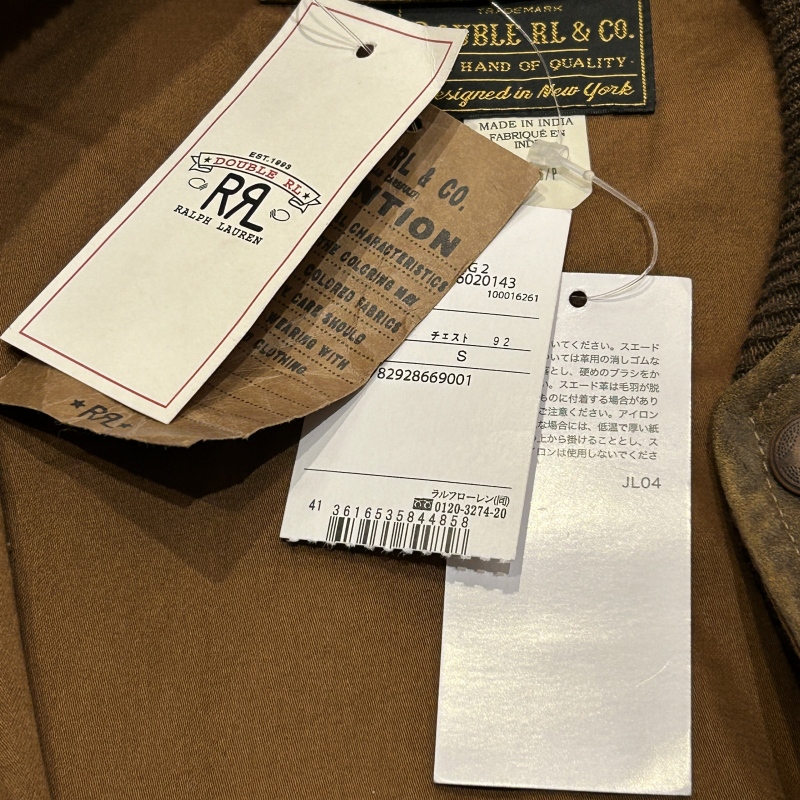 TRADEMARK
DOUBLE RL & CO.
HAND OF QUALITY
Designed in New York
MADE IN INDIA
FABRIQUÉ EN
EST.1993
DOUBLE RL
RRL
RALPH LAUREN
RL & CO.
CHARACTERISTICS
COLORING MAY
COLORED FABRICS
CARE SHOULD
WEARING WITH
CLOTHING
RRL
G 2
6020143
100016261
チェスト 92
S
82928669001
ラルフローレン(同)
0120-3274-20
41 3616535844858
いてください。スエード
ついては革用の消しゴムな
とし、硬めのブラシをか
い。スエード革は毛羽が脱
ものに付着する場合があり
ご注意ください。アイロン
な場合には、低温で厚い紙
上から掛けることとし、ス
イロンは使用しないでくださ
JL04